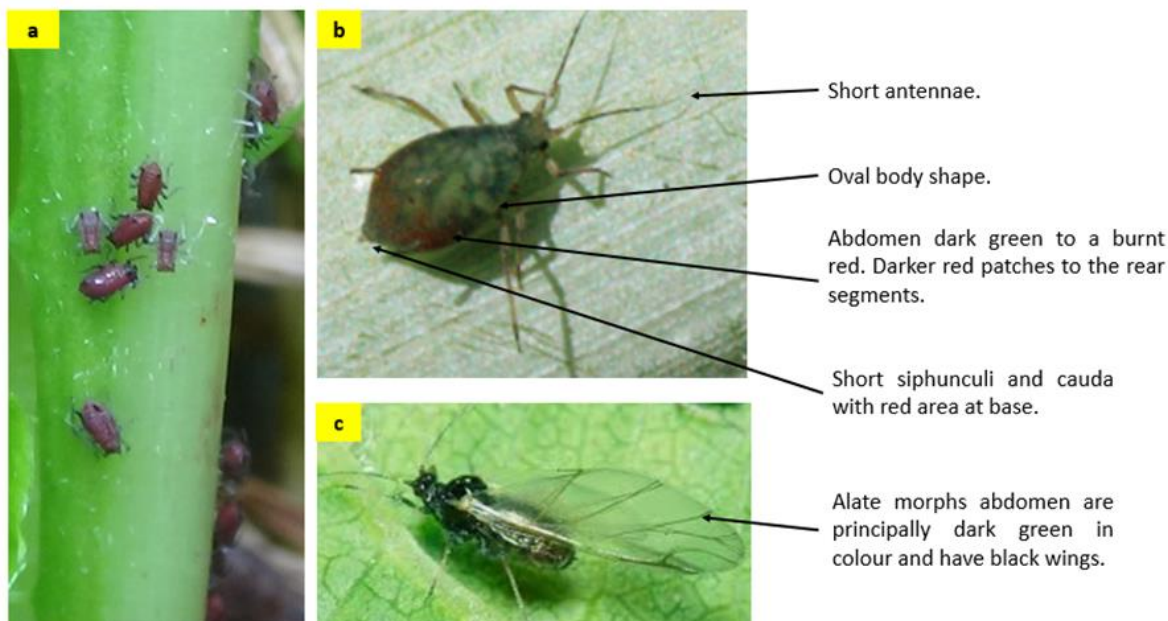 a
b
Short antennae.
Oval body shape.
Abdomen dark green to a burnt
red. Darker red patches to the rear
segments.
Short siphunculi and cauda
with red area at base.
c
Alate morphs abdomen are
principally dark green in
colour and have black wings.